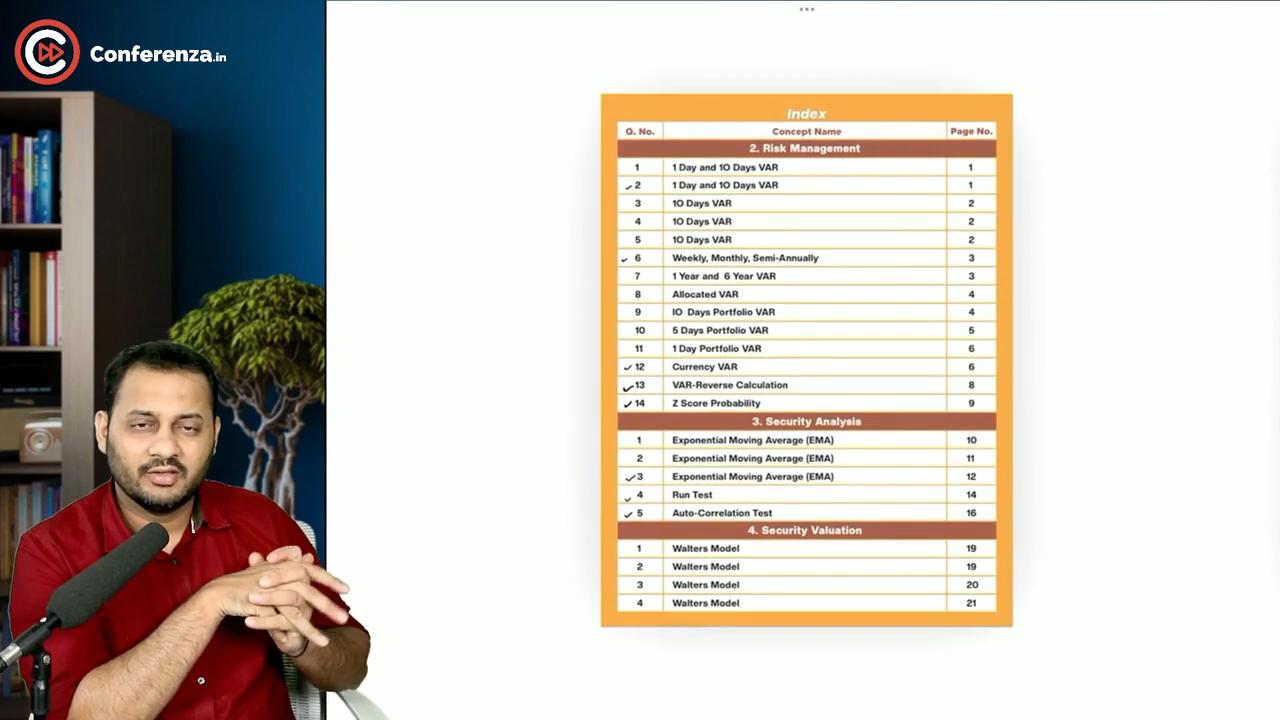 Conferenza.in
Index
Q. No. Concept Name Page No.
2. Risk Management
1 1 Day and 10 Days VAR 1
2 1 Day and 10 Days VAR 1
3 10 Days VAR 2
4 10 Days VAR 2
5 10 Days VAR 2
6 Weekly, Monthly, Semi-Annually 3
7 1 Year and 6 Year VAR 3
8 Allocated VAR 4
9 IO Days Portfolio VAR 4
10 5 Days Portfolio VAR 5
11 1 Day Portfolio VAR 6
12 Currency VAR 6
13 VAR-Reverse Calculation 8
14 Z Score Probability 9
3. Security Analysis
1 Exponential Moving Average (EMA) 10
2 Exponential Moving Average (EMA) 11
3 Exponential Moving Average (EMA) 12
4 Run Test 14
5 Auto-Correlation Test 16
4. Security Valuation
1 Walters Model 19
2 Walters Model 19
3 Walters Model 20
4 Walters Model 21